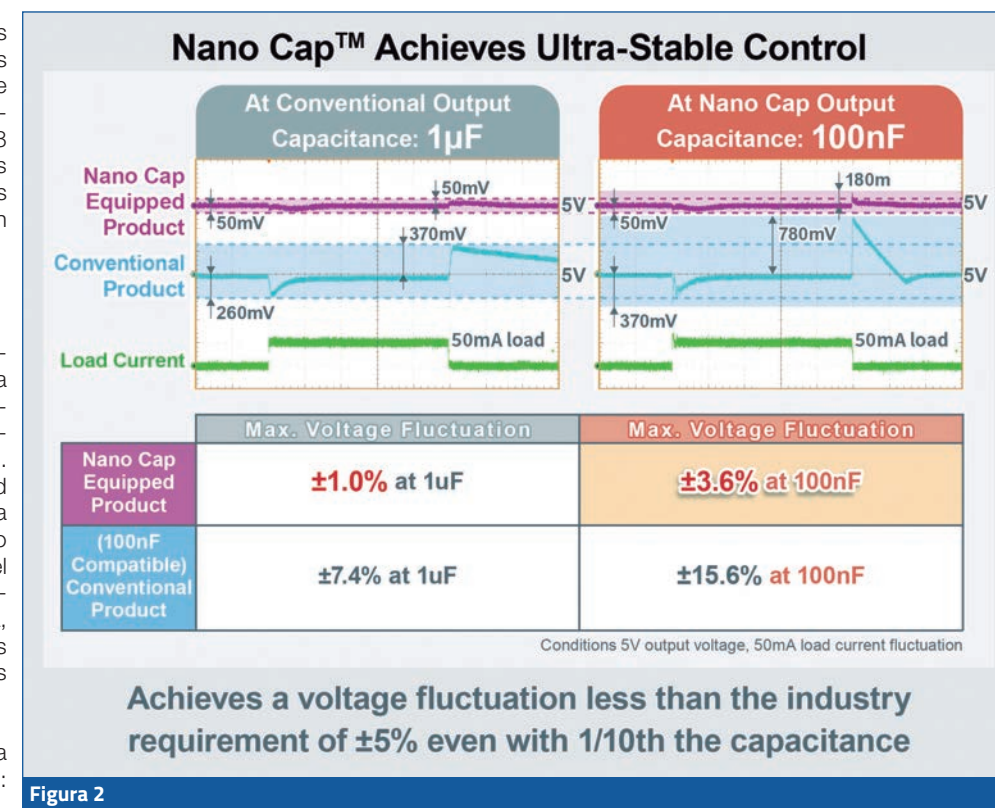 Nano Cap™ Achieves Ultra-Stable Control
At Conventional Output
Capacitance: 1μF
At Nano Cap Output
Capacitance: 100nF
Nano Cap
Equipped
Product
50mV
50mV
5V
180m
50mV
5V
Conventional
Product
370mV
260mV
5V
780mV
370mV
5V
Load Current
50mA load
50mA load
Max. Voltage Fluctuation
Max. Voltage Fluctuation
Nano Cap
Equipped
Product
±1.0% at 1uF
±3.6% at 100nF
(100nF
Compatible)
Conventional
Product
±7.4% at 1uF
±15.6% at 100nF
Conditions 5V output voltage, 50mA load current fluctuation
Achieves a voltage fluctuation less than the industry
requirement of ±5% even with 1/10th the capacitance
Figura 2